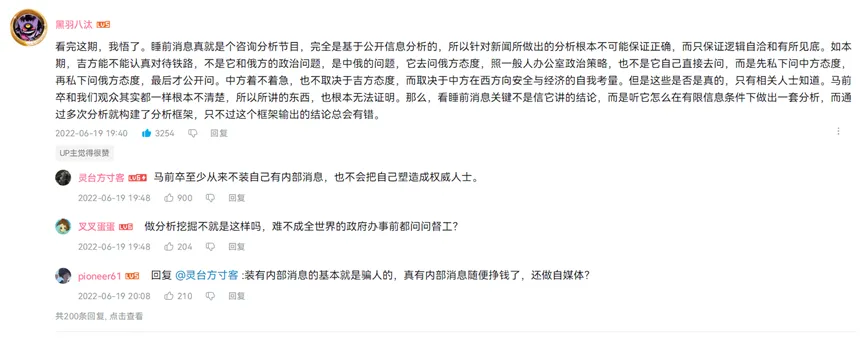 黑羽八汰 LV5
看完这期，我悟了。睡前消息真就是个咨询分析节目，完全是基于公开信息分析的，所以针对新闻所做出的分析根本不可能保证正确，而只保证逻辑自洽和有所见底。如本
期，吉方能不能认真对待铁路，不是它和俄方的政治问题，是中俄的问题，它去问俄方态度，照一般人办公室政治策略，也不是它自己直接去问，而是先私下问中方态度，
再私下问俄方态度，最后才公开问。中方着不着急，也不取决于吉方态度，而取决于中方在西方向安全与经济的自我考量。但是这些是否是真的，只有相关人士知道。马前
卒和我们观众其实都一样根本不清楚，所以所讲的东西，也根本无法证明。那么，看睡前消息关键不是信它讲的结论，而是听它怎么在有限信息条件下做出一套分析，而通
过多次分析就构建了分析框架，只不过这个框架输出的结论总会有错。
2022-06-19 19:40 3254 回复
UP主觉得很赞
灵台方寸客 LV6 马前卒至少从来不装自己有内部消息，也不会把自己塑造成权威人士。
2022-06-19 19:48 900 回复
叉叉蛋蛋 LV5 做分析挖掘不就是这样吗，难不成全世界的政府办事前都问问督工？
2022-06-19 19:48 204 回复
pioneer61 LV5 回复 @灵台方寸客 :装有内部消息的基本就是骗人的，真有内部消息随便挣钱了，还做自媒体？
2022-06-19 20:08 210 回复
共200条回复, 点击查看